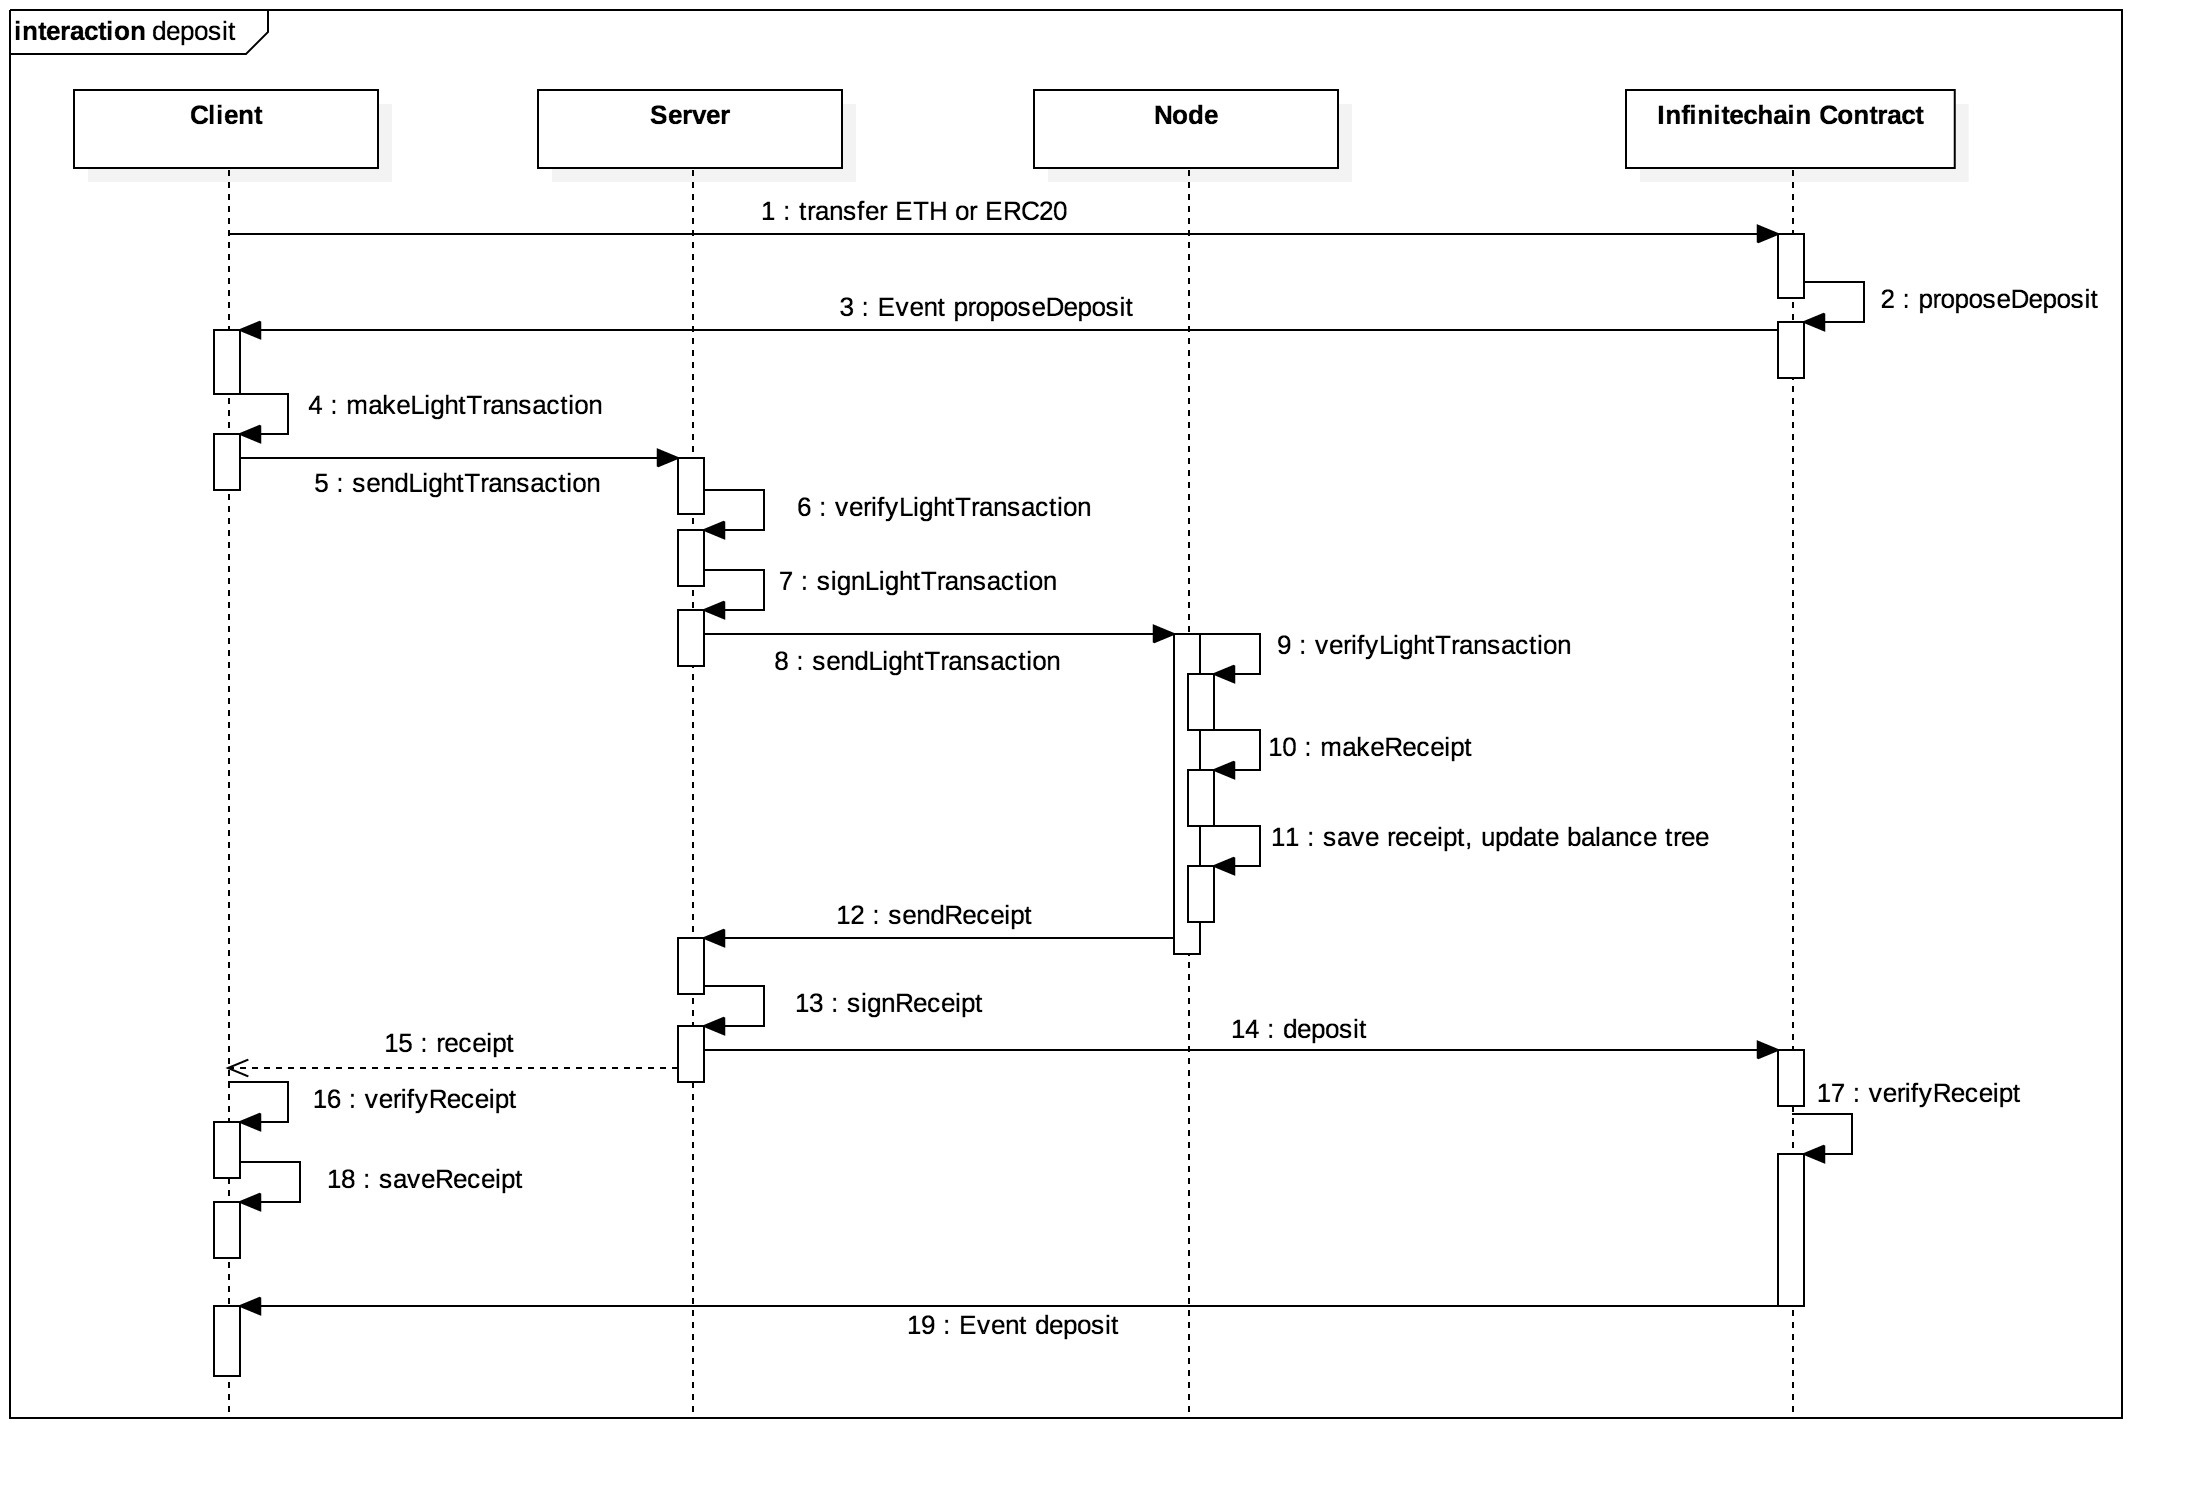 interaction deposit
Client
Server
Node
Infinitechain Contract
1 : transfer ETH or ERC20
2 : proposeDeposit
3 : Event proposeDeposit
4 : makeLightTransaction
5 : sendLightTransaction
6 : verifyLightTransaction
7 : signLightTransaction
8 : sendLightTransaction
9 : verifyLightTransaction
10 : makeReceipt
11 : save receipt, update balance tree
12 : sendReceipt
13 : signReceipt
14 : deposit
15 : receipt
16 : verifyReceipt
17 : verifyReceipt
18 : saveReceipt
19 : Event deposit